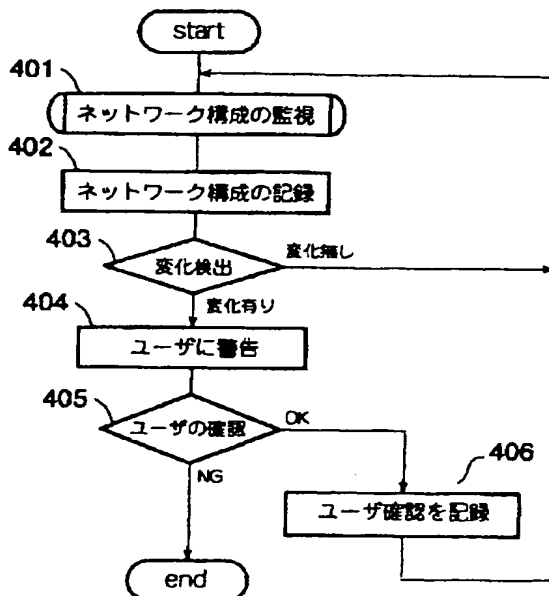 start
401
ネットワーク構成の監視
402
ネットワーク構成の記録
403
変化検出
変化無し
変化有り
404
ユーザに警告
405
ユーザの確認
OK
NG
406
ユーザ確認を記録
end